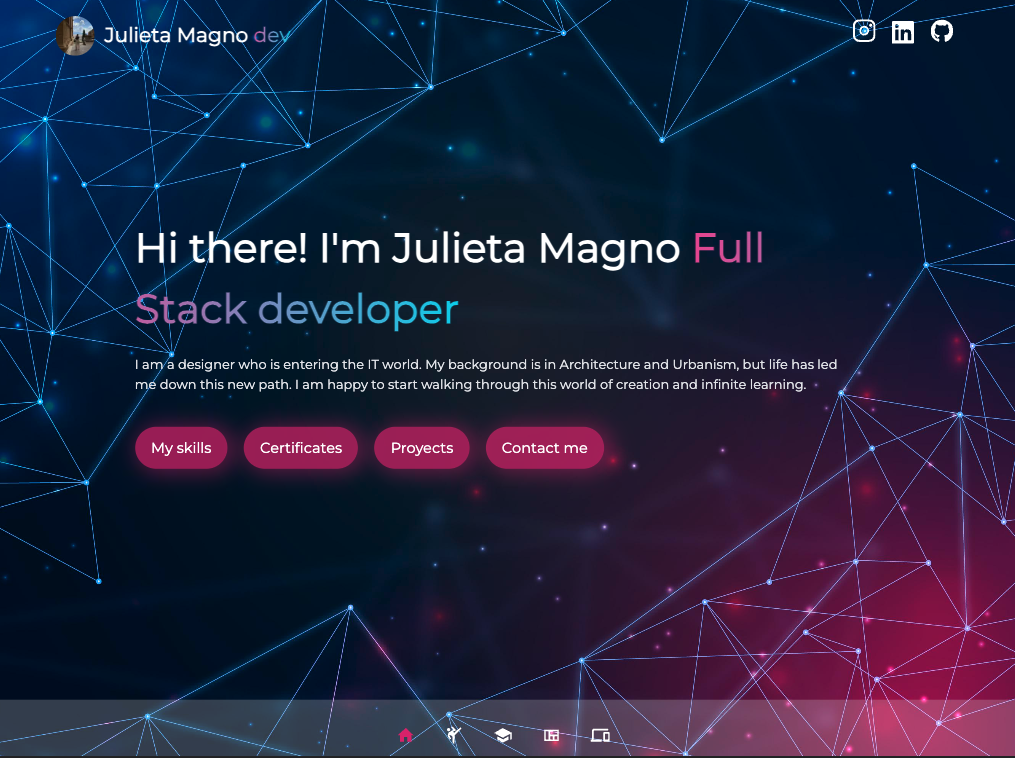 Julieta Magno dev
Hi there! I'm Julieta Magno Full
Stack developer
I am a designer who is entering the IT world. My background is in Architecture and Urbanism, but life has led
me down this new path. I am happy to start walking through this world of creation and infinite learning.
My skills
Certificates
Proyects
Contact me